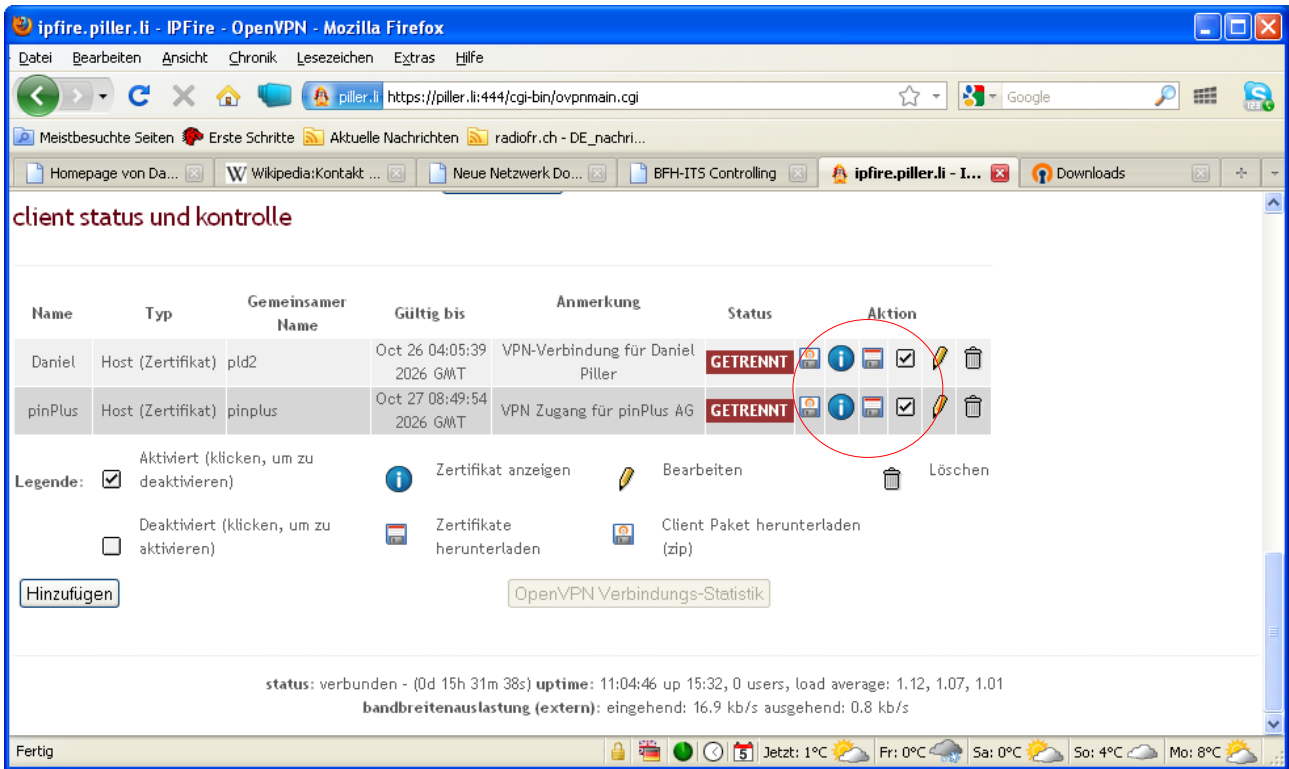 ipfire.piller.li - IPFire - OpenVPN - Mozilla Firefox
Datei Bearbeiten Ansicht Chronik Lesezeichen Extras Hilfe
piller.li https://piller.li:444/cgi-bin/ovpnmain.cgi Google
Meistbesuchte Seiten Erste Schritte Aktuelle Nachrichten radiofr.ch - DE_nachri...
Homepage von Da... Wikipedia:Kontakt ... Neue Netzwerk Do... BFH-ITS Controlling ipfire.piller.li - I... Downloads
client status und kontrolle
Name Typ Gemeinsamer Name Gültig bis Anmerkung Status Aktion
Daniel Host (Zertifikat) pld2 Oct 26 04:05:39 2026 GMT VPN-Verbindung für Daniel Piller GETRENNT
pinPlus Host (Zertifikat) pinplus Oct 27 08:49:54 2026 GMT VPN Zugang für pinPlus AG GETRENNT
Legende: Aktiviert (klicken, um zu deaktivieren) Zertifikat anzeigen Bearbeiten Löschen
Deaktiviert (klicken, um zu aktivieren) Zertifikate herunterladen Client Paket herunterladen (zip)
Hinzufügen OpenVPN Verbindungs-Statistik
status: verbunden - (0d 15h 31m 38s) uptime: 11:04:46 up 15:32, 0 users, load average: 1.12, 1.07, 1.01
bandbreitenauslastung (extern): eingehend: 16.9 kb/s ausgehend: 0.8 kb/s
Fertig 5 Jetzt: 1°C Fr: 0°C Sa: 0°C So: 4°C Mo: 8°C